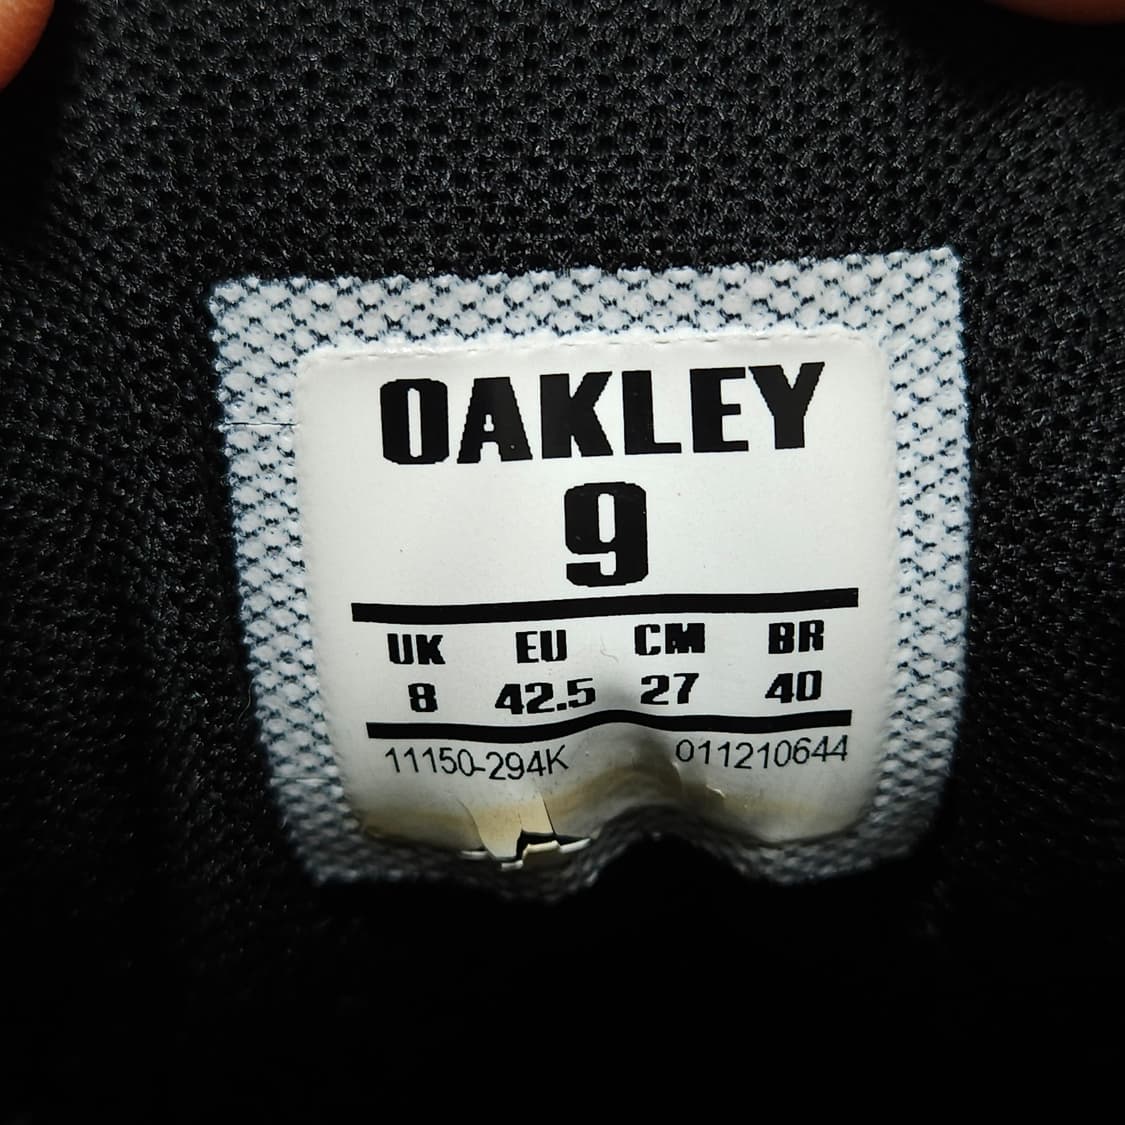 OAKLEY
9
UK EU CM BR
8 42.5 27 40
11150-294K 011210644